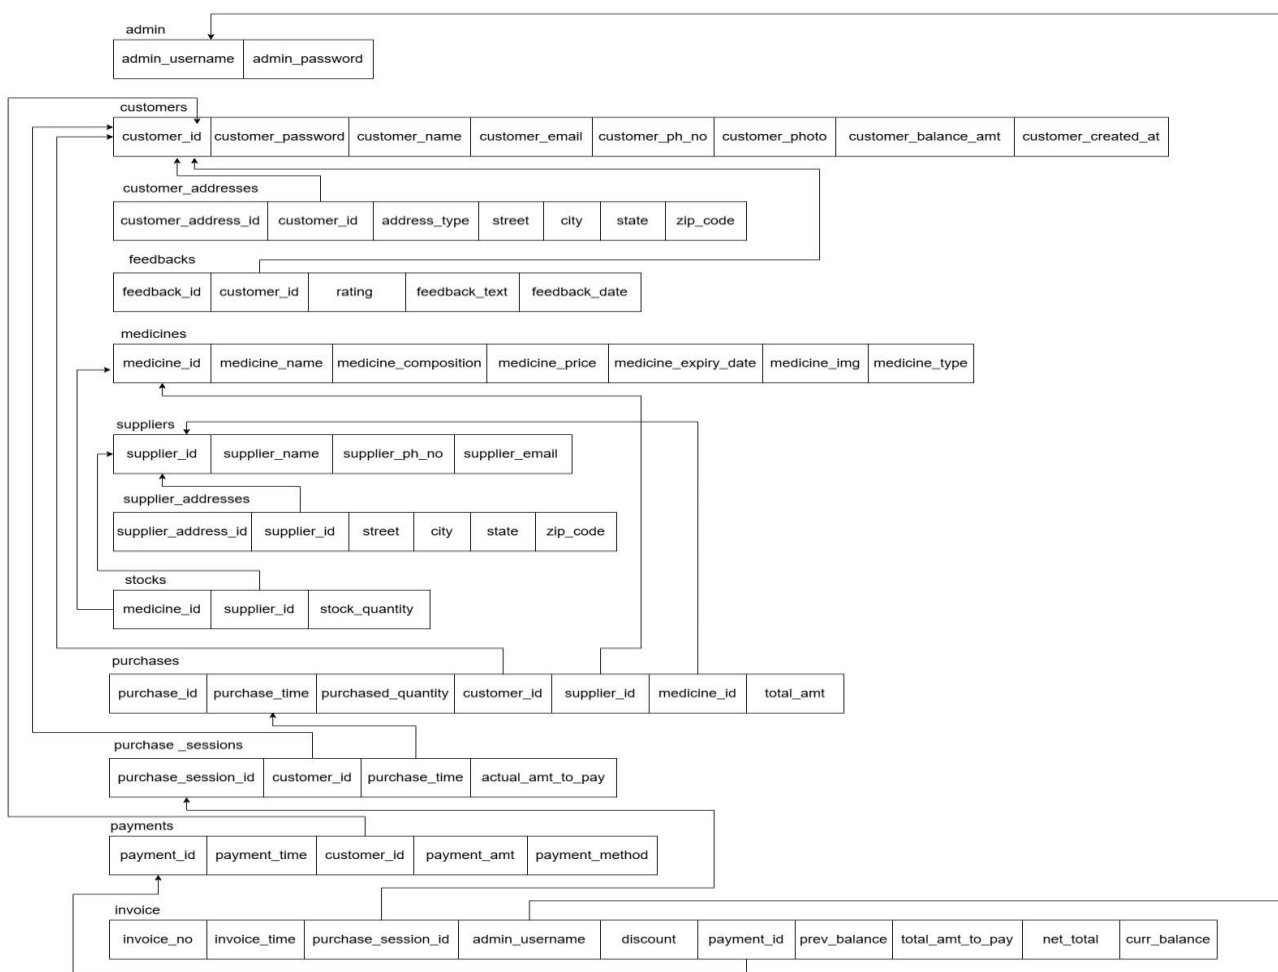 admin
admin_username admin_password
customers
customer_id customer_password customer_name customer_email customer_ph_no customer_photo customer_balance_amt customer_created_at
customer_addresses
customer_address_id customer_id address_type street city state zip_code
feedbacks
feedback_id customer_id rating feedback_text feedback_date
medicines
medicine_id medicine_name medicine_composition medicine_price medicine_expiry_date medicine_img medicine_type
suppliers
supplier_id supplier_name supplier_ph_no supplier_email
supplier_addresses
supplier_address_id supplier_id street city state zip_code
stocks
medicine_id supplier_id stock_quantity
purchases
purchase_id purchase_time purchased_quantity customer_id supplier_id medicine_id total_amt
purchase _sessions
purchase_session_id customer_id purchase_time actual_amt_to_pay
payments
payment_id payment_time customer_id payment_amt payment_method
invoice
invoice_no invoice_time purchase_session_id admin_username discount payment_id prev_balance total_amt_to_pay net_total curr_balance